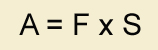 A = F x S